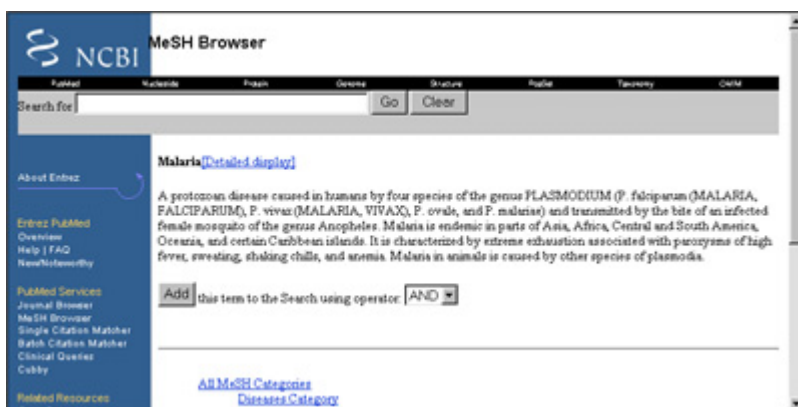 NCBI
MeSH Browser
PubMed Nucleotide Protein Genome Structure PopSet Taxonomy OMIM
Search for Go Clear
Malaria[Detailed display]
A protozoan disease caused in humans by four species of the genus PLASMODIUM (P. falciparum (MALARIA,
FALCIPARUM), P. vivax (MALARIA, VIVAX), P. ovale, and P. malariae) and transmitted by the bite of an infected
female mosquito of the genus Anopheles. Malaria is endemic in parts of Asia, Africa, Central and South America,
Oceania, and certain Caribbean islands. It is characterized by extreme exhaustion associated with paroxysms of high
fever, sweating, shaking chills, and anemia. Malaria in animals is caused by other species of plasmodia.
Add this term to the Search using operator: AND
All MeSH Categories
Diseases Category
About Entrez
Entrez PubMed
Overview
Help | FAQ
New/Noteworthy
PubMed Services
Journal Browser
MeSH Browser
Single Citation Matcher
Batch Citation Matcher
Clinical Queries
Cubby
Related Resources